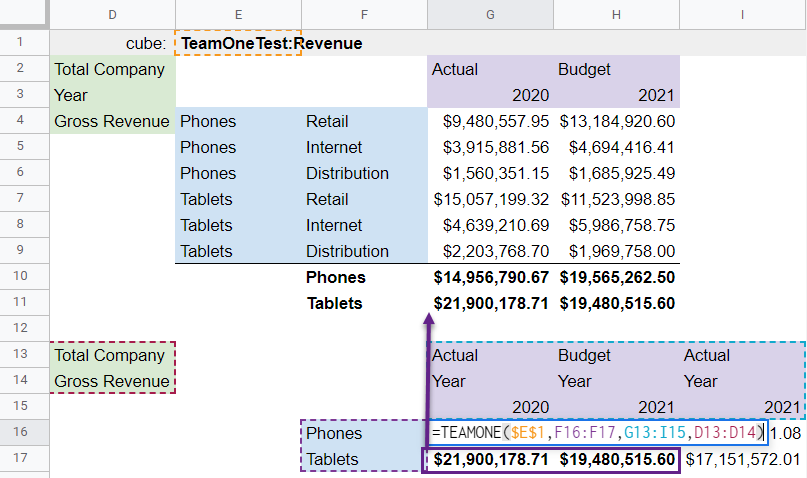 D E F G H I
1 cube: TeamOneTest:Revenue
2 Total Company Actual Budget
3 Year 2020 2021
4 Gross Revenue Phones Retail $9,480,557.95 $13,184,920.60
5 Phones Internet $3,915,881.56 $4,694,416.41
6 Phones Distribution $1,560,351.15 $1,685,925.49
7 Tablets Retail $15,057,199.32 $11,523,998.85
8 Tablets Internet $4,639,210.69 $5,986,758.75
9 Tablets Distribution $2,203,768.70 $1,969,758.00
10 Phones $14,956,790.67 $19,565,262.50
11 Tablets $21,900,178.71 $19,480,515.60
12
13 Total Company Actual Budget Actual
14 Gross Revenue Year Year Year
15 2020 2021 2021
16 Phones =TEAMONE($E$1,F16:F17,G13:I15,D13:D14) 1.08
17 Tablets $21,900,178.71 $19,480,515.60 $17,151,572.01